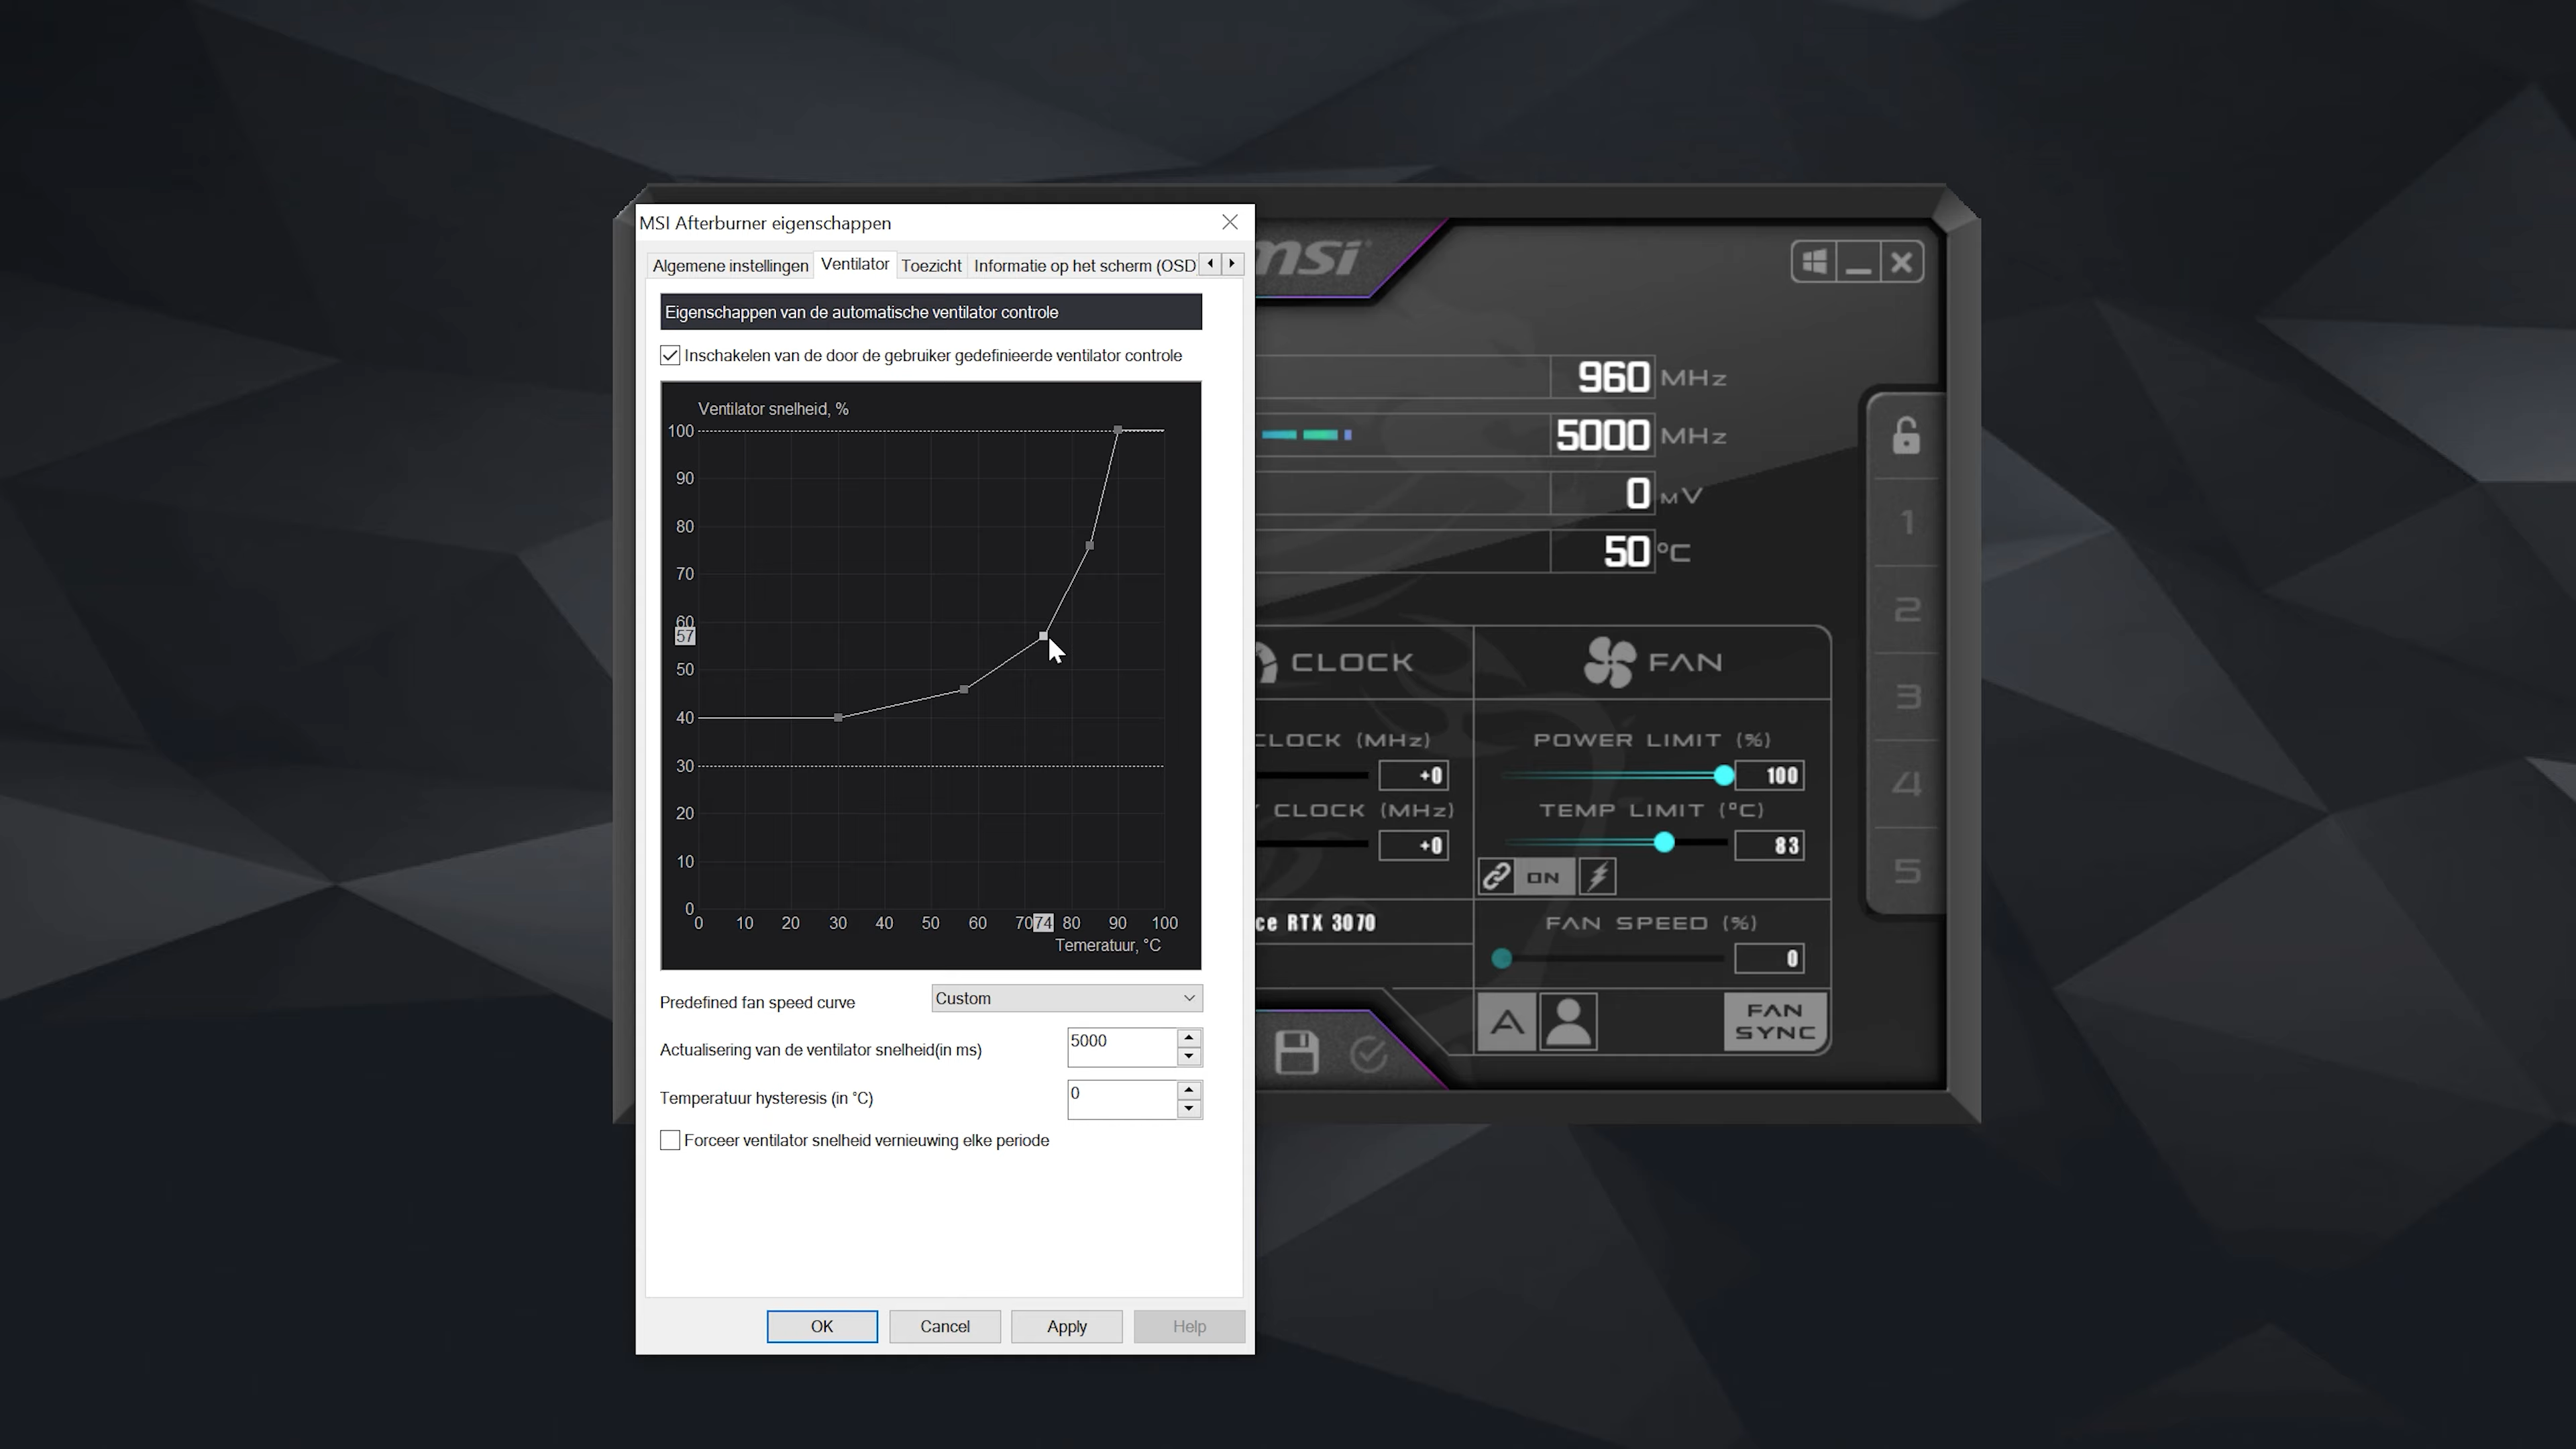 MSI Afterburner eigenschappen
Algemene instellingen
Ventilator
Toezicht
Informatie op het scherm (OSD
Eigenschappen van de automatische ventilator controle
Inschakelen van de door de gebruiker gedefinieerde ventilator controle
Ventilator snelheid, %
100
90
80
70
60
57
50
40
30
20
10
0
0 10 20 30 40 50 60 70 74 80 90 100
Temeratuur, °C
Predefined fan speed curve
Custom
Actualisering van de ventilator snelheid(in ms)
5000
Temperatuur hysteresis (in °C)
0
Forceer ventilator snelheid vernieuwing elke periode
OK
Cancel
Apply
Help
msi
960 MHz
5000 MHz
0 mV
50 °C
1
2
3
4
5
CLOCK
CLOCK (MHz)
+0
CLOCK (MHz)
+0
ce RTX 3070
FAN
POWER LIMIT (%)
100
TEMP LIMIT (°C)
83
ON
FAN SPEED (%)
0
A
FAN
SYNC